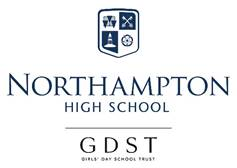 NORTHAMPTON
HIGH SCHOOL
GDST
GIRLS' DAY SCHOOL TRUST